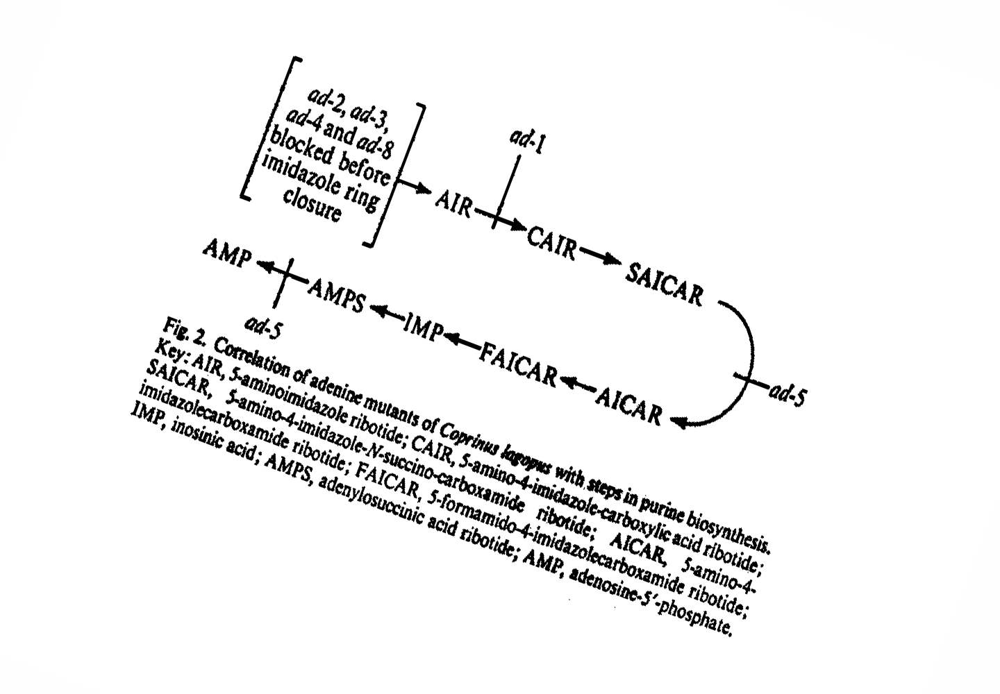 ad-2, ad-3,
ad-4 and ad-8
blocked before
imidazole ring
closure
ad-1
AIR
CAIR
SAICAR
ad-5
AICAR
FAICAR
IMP
AMPS
AMP
ad-5
Fig. 2. Correlation of adenine mutants of Coprinus lagopus with steps in purine biosynthesis.
Key: AIR, 5-aminoimidazole ribotide; CAIR, 5-amino-4-imidazole-carboxylic acid ribotide;
SAICAR, 5-amino-4-imidazole-N-succino-carboxamide ribotide; AICAR, 5-amino-4-
imidazolecarboxamide ribotide; FAICAR, 5-formamido-4-imidazolecarboxamide ribotide;
IMP, inosinic acid; AMPS, adenylosuccinic acid ribotide; AMP, adenosine-5′-phosphate.